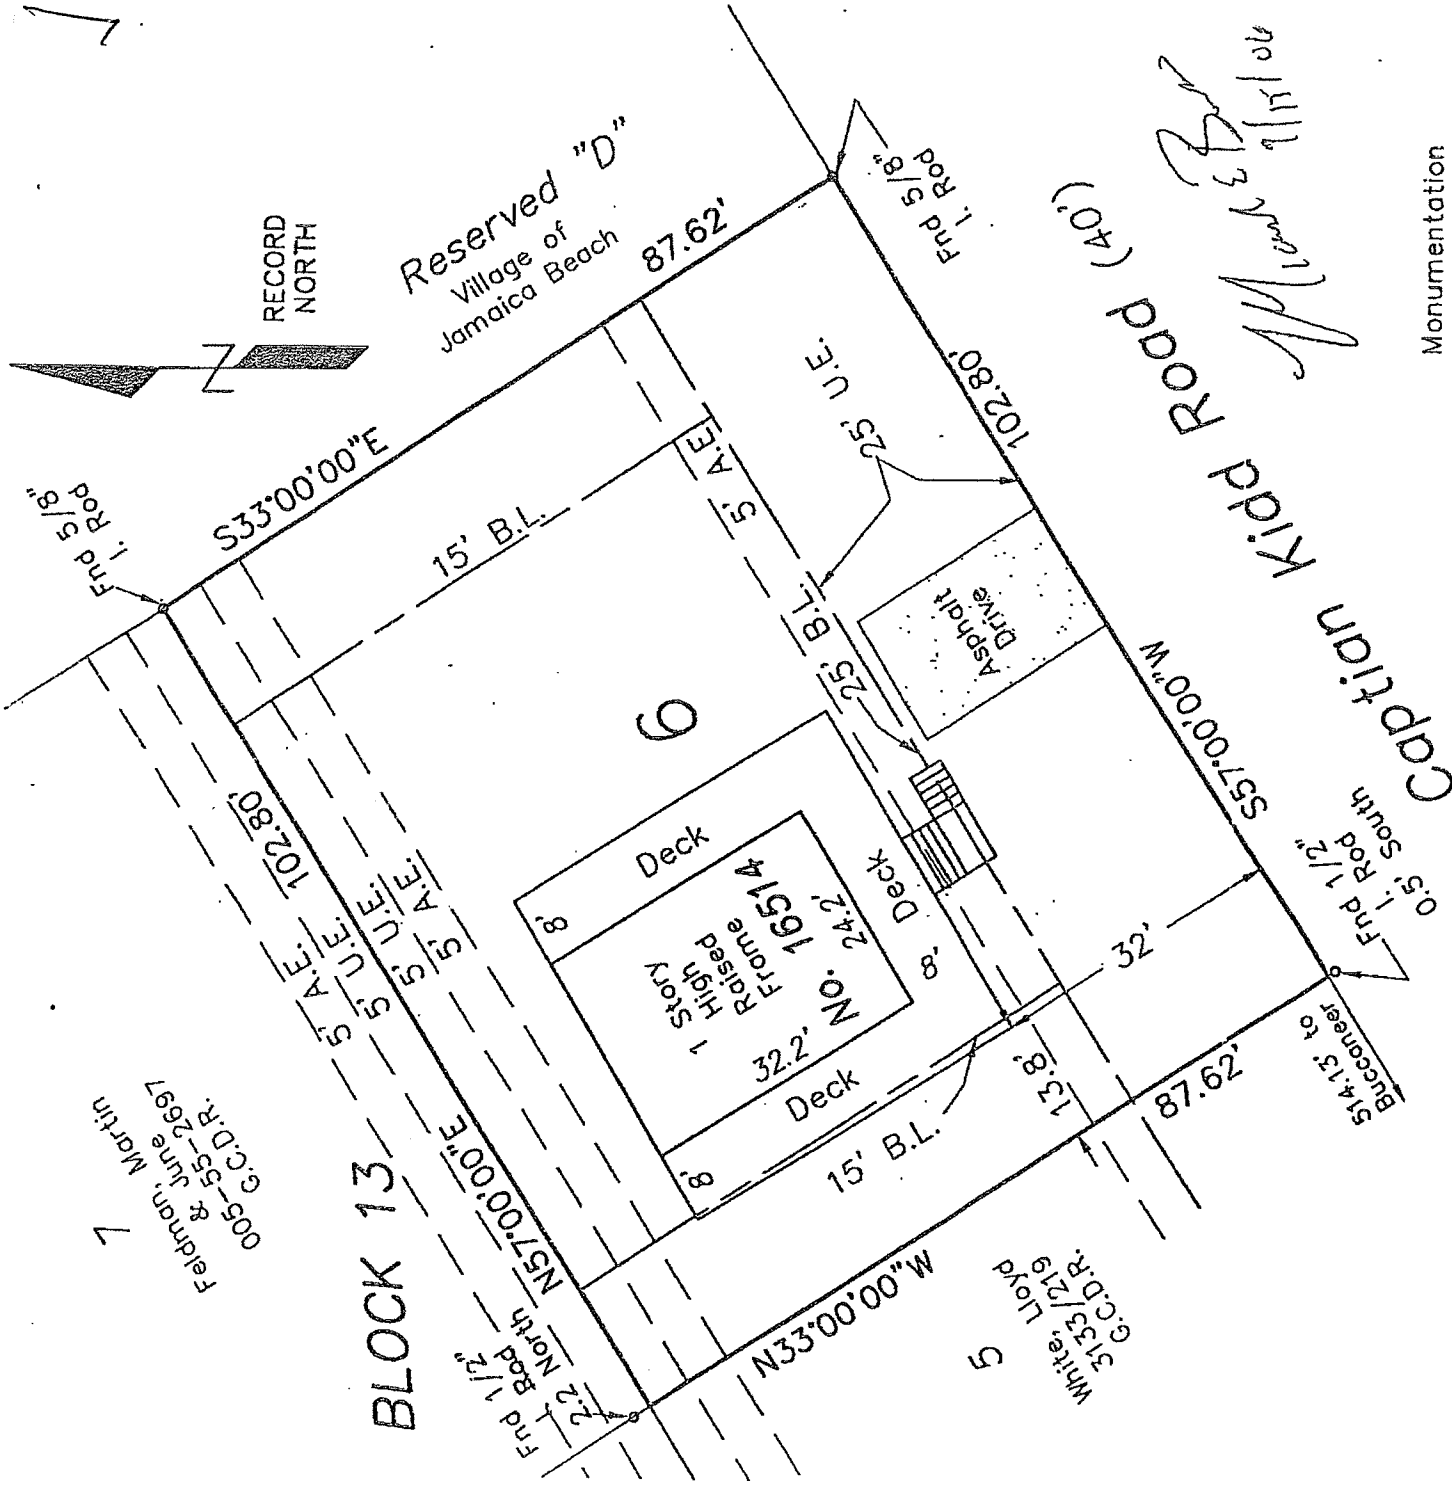 RECORD
NORTH
Reserved "D"
Village of
Jamaica Beach
Fnd 5/8"
I. Rod
S33°00'00"E
87.62'
Fnd 5/8"
I. Rod
15' B.L.
7
Feldman, Martin
& June
005-55-2697
G.C.D.R.
BLOCK 13
5' A.E.
5' U.E.
102.80'
5' U.E.
5' A.E.
N57°00'00"E
Fnd 1/2"
I. Rod
2.2 North
6
5' A.E.
25' B.L.
25' U.E.
102.80'
Asphalt
Drive
8'
Deck
1 Story
High
Raised
Frame
No. 16514
32.2'
24.2'
Deck
8'
Deck
8'
15' B.L.
13.8'
32'
N33°00'00"W
87.62'
S57°00'00"W
5
White, Lloyd
3133/219
G.C.D.R.
514.13' to
Buccaneer
Fnd 1/2"
I. Rod
0.5' South
Captian Kidd Road (40')
Monumentation